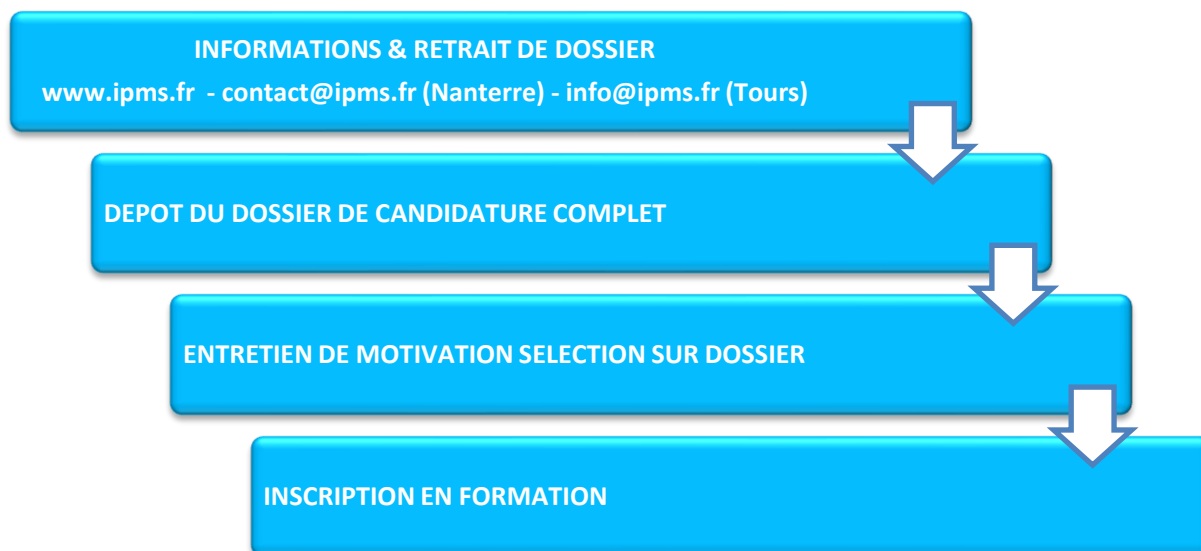 INFORMATIONS & RETRAIT DE DOSSIER
www.ipms.fr - contact@ipms.fr (Nanterre) - info@ipms.fr (Tours)
DEPOT DU DOSSIER DE CANDIDATURE COMPLET
ENTRETIEN DE MOTIVATION SELECTION SUR DOSSIER
INSCRIPTION EN FORMATION